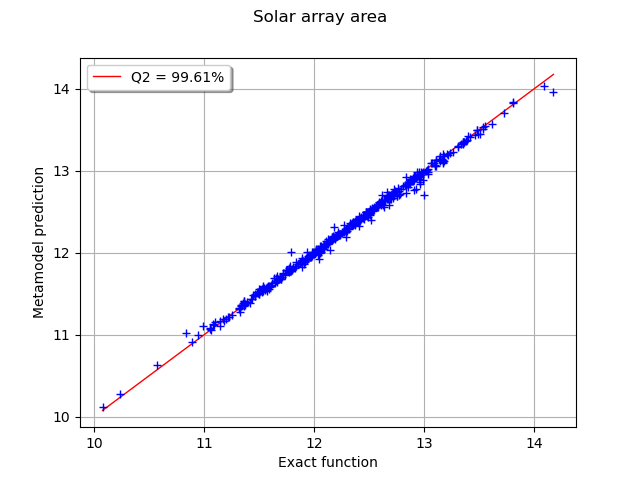 Solar array area
Q2 = 99.61%
14
13
12
11
10
Metamodel prediction
10 11 12 13 14
Exact function